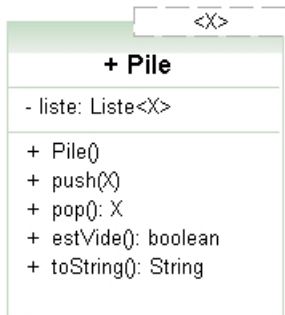 <X>
+ Pile
- liste: Liste<X>
+ Pile()
+ push(X)
+ pop(): X
+ estVide(): boolean
+ toString(): String